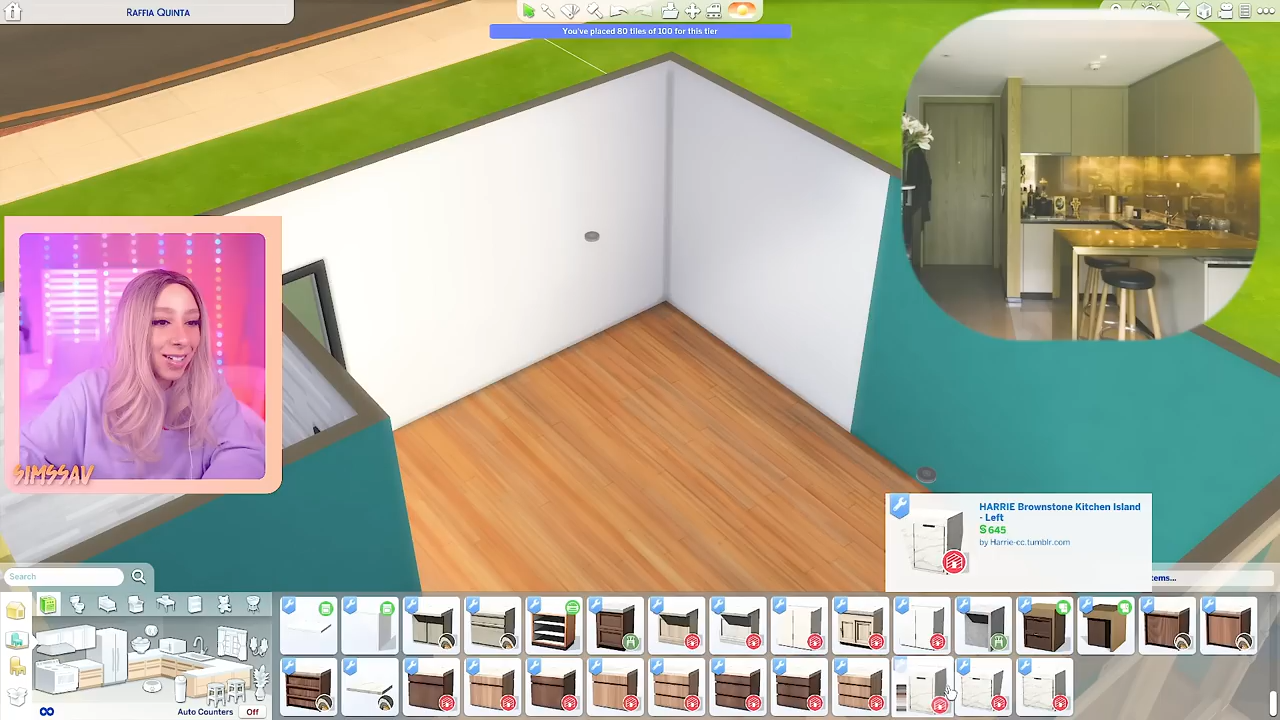 RAFFIA QUINTA
You've placed 80 tiles of 100 for this tier
SIMSSAV
HARRIE Brownstone Kitchen Island
- Left
$645
by Harrie-cc.tumblr.com
tems...
Search
Auto Counters
Off